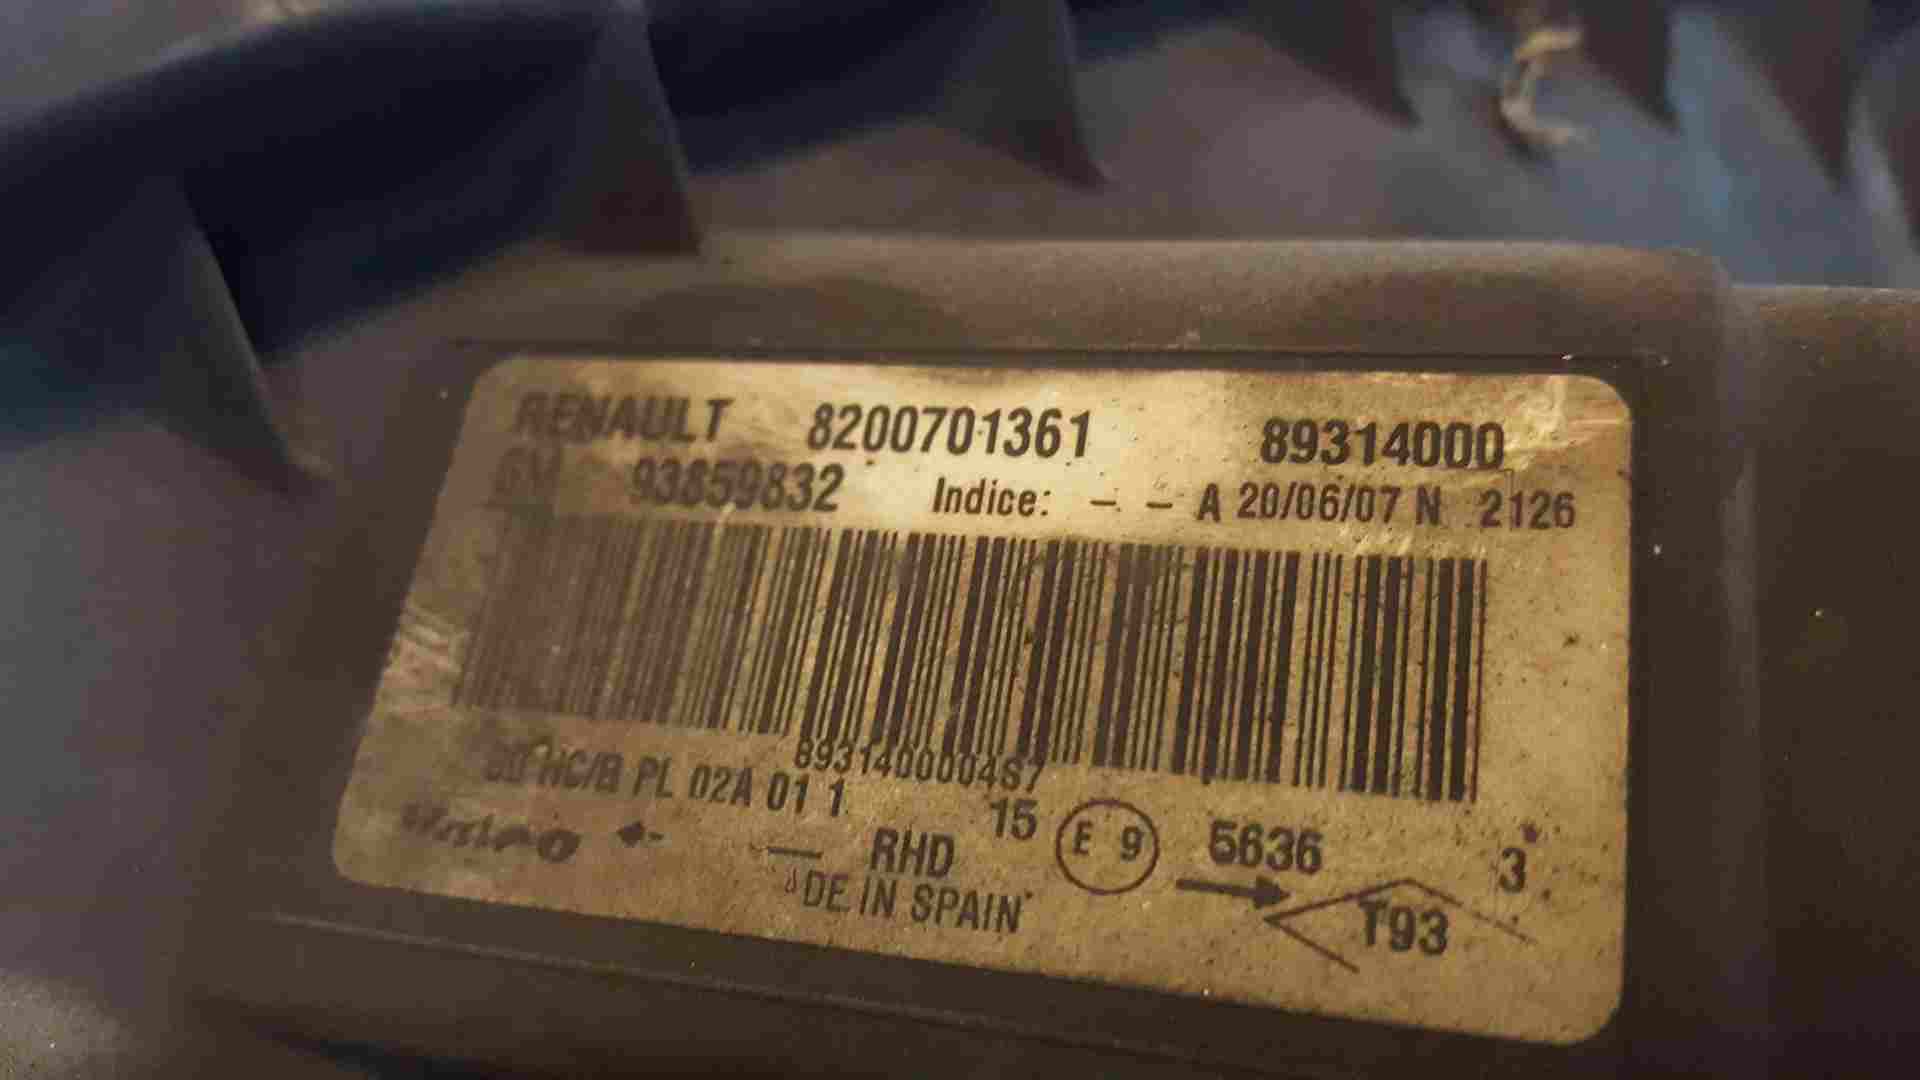 RENAULT 8200701361 89314000
GM 93859832 Indice: - - A 20/06/07 N 2126
8931400004S7
HC/B PL 02A 01 1
15 E 9 5636 3
— RHD
DE IN SPAIN T93